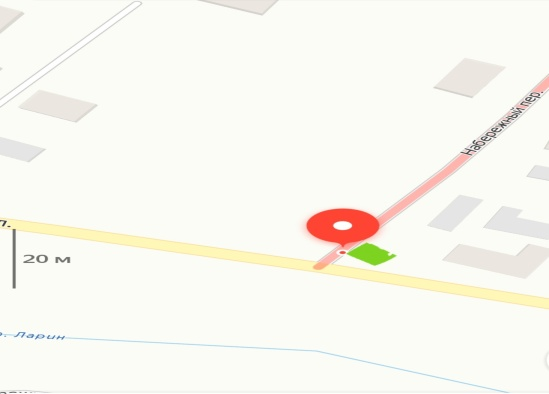 Набережный пер.
п.
20 м
р. Ларин